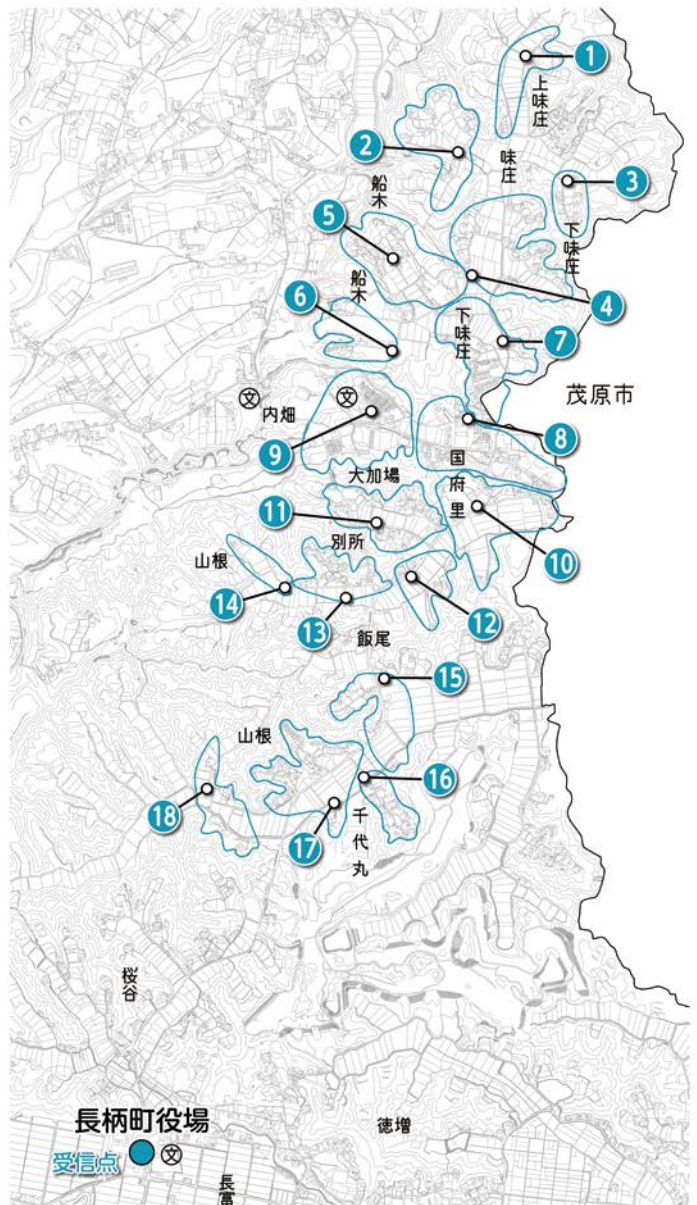 1
上味庄
2
味庄
3
船木
5
下味庄
船木
6
4
下味庄
7
茂原市
文
内畑
文
8
9
国府里
大加場
11
別所
10
山根
14
13
12
飯尾
15
山根
16
18
17
千代丸
桜谷
長柄町役場
徳増
受信点
文
長富